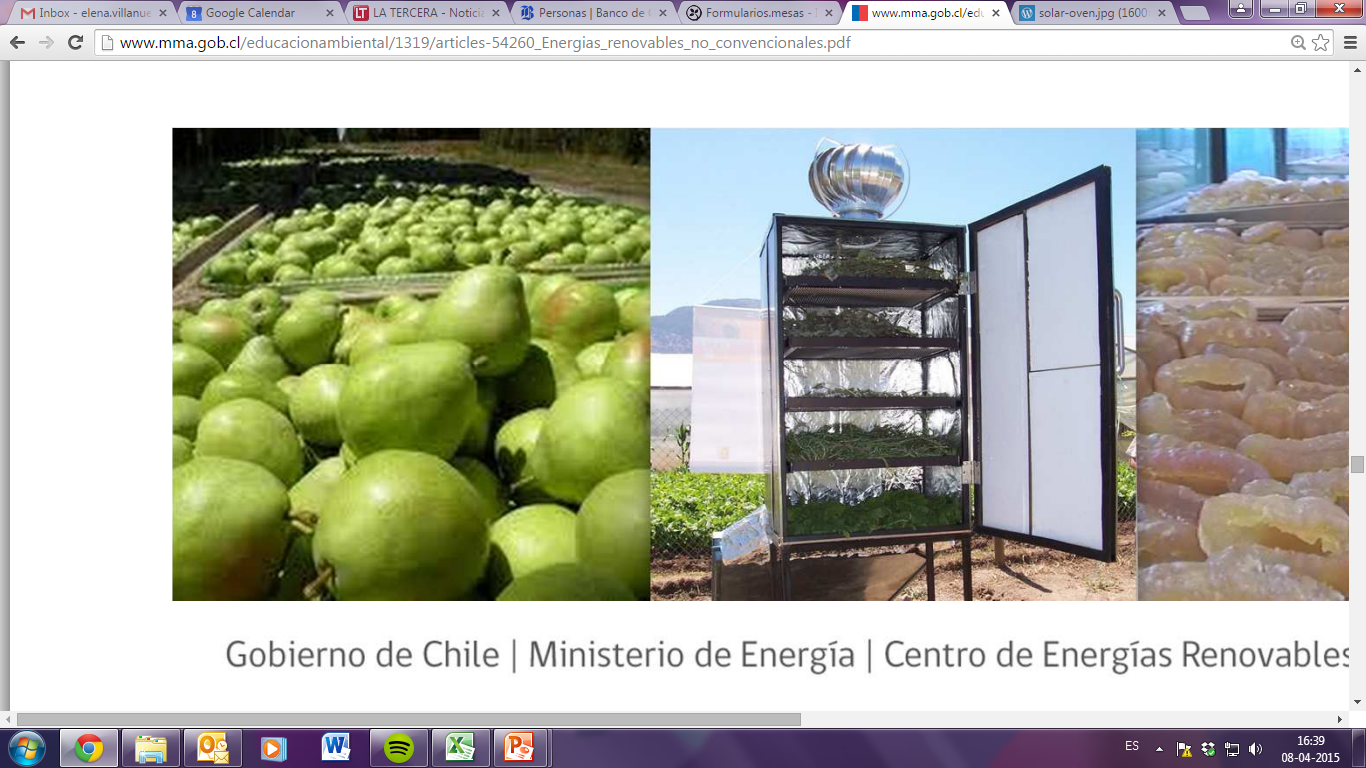 Inbox - elena.villanue
Google Calendar
LA TERCERA - Noticia
Personas | Banco de
Formularios.mesas -
www.mma.gob.cl/edu
solar-oven.jpg (1600
www.mma.gob.cl/educacionambiental/1319/articles-54260_Energias_renovables_no_convencionales.pdf
Gobierno de Chile | Ministerio de Energía | Centro de Energías Renovables
ES
16:39
08-04-2015